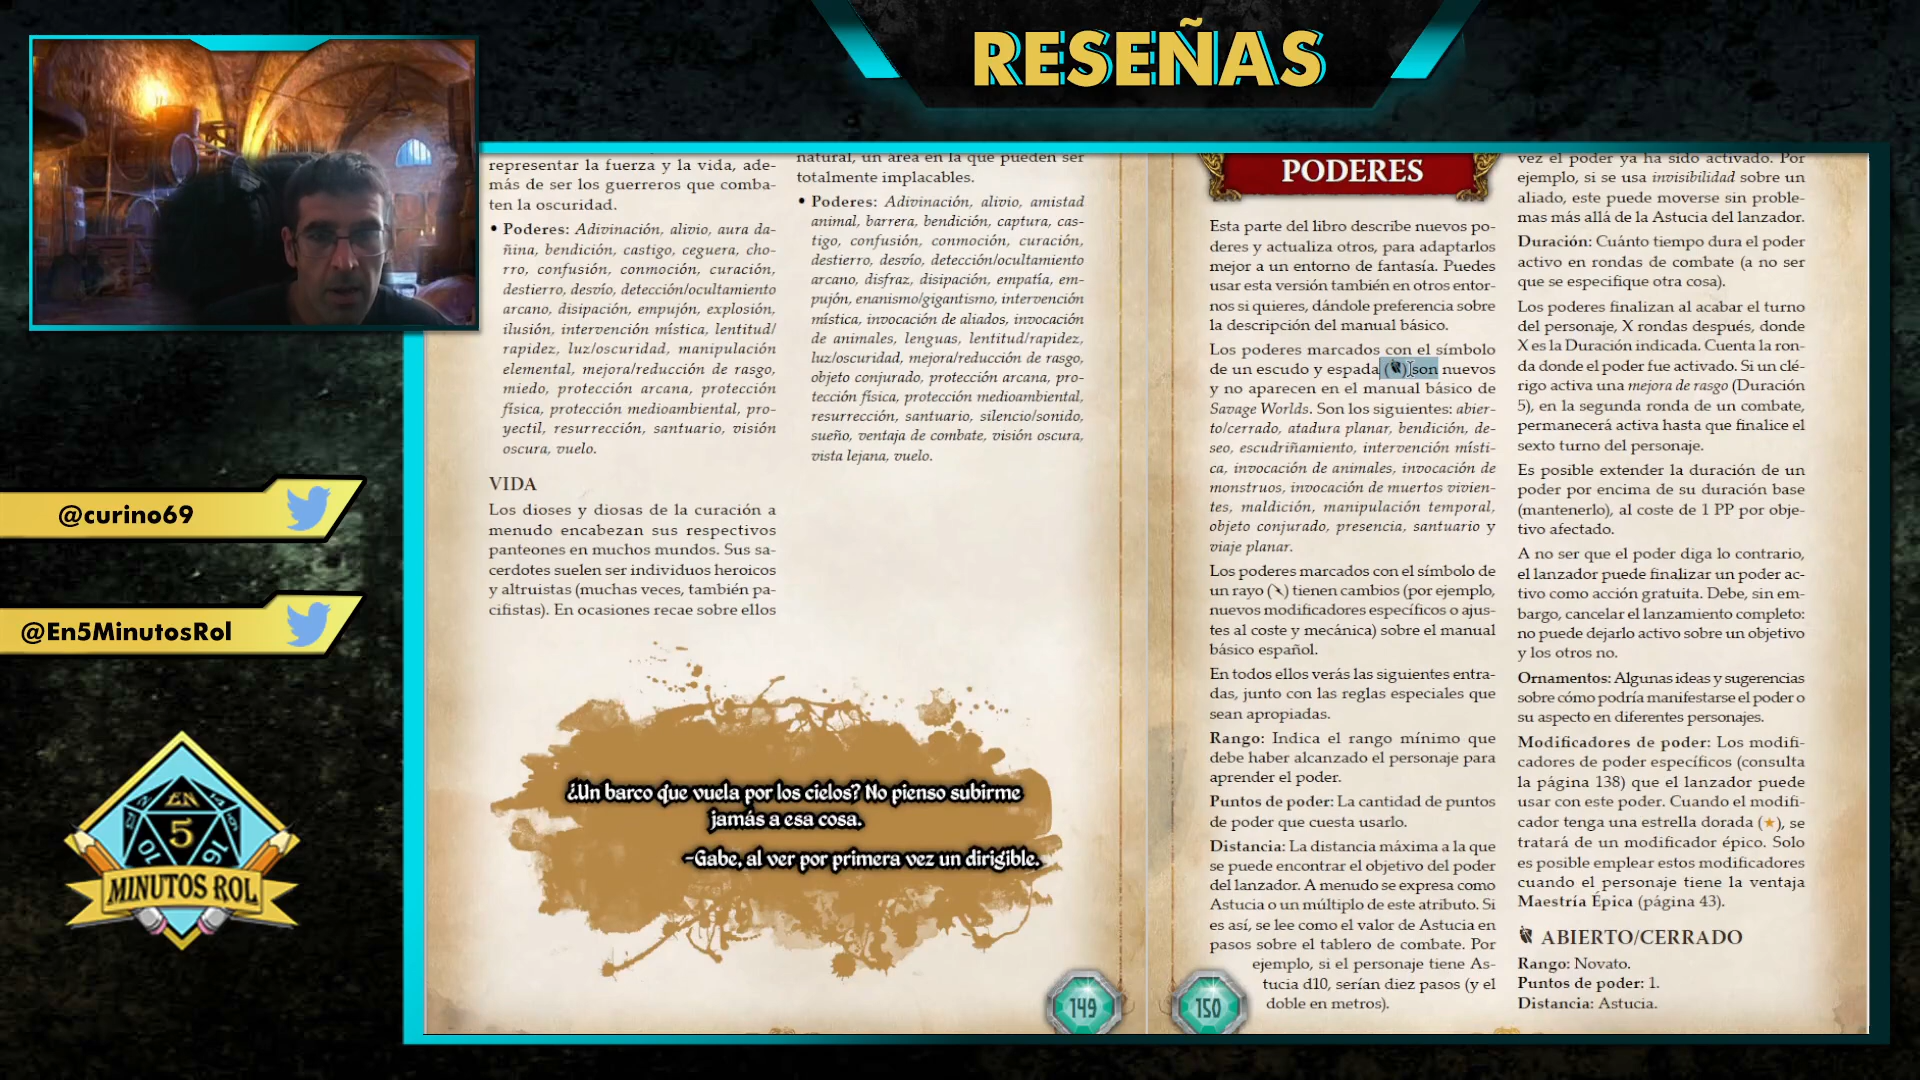 RESEÑAS
@curino69
@En5MinutosRol
EN
5
MINUTOS ROL
representar la fuerza y la vida, ade-
más de ser los guerreros que comba-
ten la oscuridad.
• Poderes: Adivinación, alivio, aura da-
ñina, bendición, castigo, ceguera, cho-
rro, confusión, conmoción, curación,
destierro, desvío, detección/ocultamiento
arcano, disipación, empujón, explosión,
ilusión, intervención mística, lentitud/
rapidez, luz/oscuridad, manipulación
elemental, mejora/reducción de rasgo,
miedo, protección arcana, protección
física, protección medioambiental, pro-
yectil, resurrección, santuario, visión
oscura, vuelo.
VIDA
Los dioses y diosas de la curación a
menudo encabezan sus respectivos
panteones en muchos mundos. Sus sa-
cerdotes suelen ser individuos heroicos
y altruistas (muchas veces, también pa-
cifistas). En ocasiones recae sobre ellos
natural, un área en la que pueden ser
totalmente implacables.
• Poderes: Adivinación, alivio, amistad
animal, barrera, bendición, captura, cas-
tigo, confusión, conmoción, curación,
destierro, desvío, detección/ocultamiento
arcano, disfraz, disipación, empatía, em-
pujón, enanismo/gigantismo, intervención
mística, invocación de aliados, invocación
de animales, lenguas, lentitud/rapidez,
luz/oscuridad, mejora/reducción de rasgo,
objeto conjurado, protección arcana, pro-
tección física, protección medioambiental,
resurrección, santuario, silencio/sonido,
sueño, ventaja de combate, visión oscura,
vista lejana, vuelo.
¿Un barco que vuela por los cielos? No pienso subirme
jamás a esa cosa.
-Gabe, al ver por primera vez un dirigible.
149
PODERES
Esta parte del libro describe nuevos po-
deres y actualiza otros, para adaptarlos
mejor a un entorno de fantasía. Puedes
usar esta versión también en otros entor-
nos si quieres, dándole preferencia sobre
la descripción del manual básico.
Los poderes marcados con el símbolo
de un escudo y espada ( ) son nuevos
y no aparecen en el manual básico de
Savage Worlds. Son los siguientes: abier-
to/cerrado, atadura planar, bendición, de-
seo, escudriñamiento, intervención místi-
ca, invocación de animales, invocación de
monstruos, invocación de muertos vivien-
tes, maldición, manipulación temporal,
objeto conjurado, presencia, santuario y
viaje planar.
Los poderes marcados con el símbolo de
un rayo ( ) tienen cambios (por ejemplo,
nuevos modificadores específicos o ajus-
tes al coste y mecánica) sobre el manual
básico español.
En todos ellos verás las siguientes entra-
das, junto con las reglas especiales que
sean apropiadas.
Rango: Indica el rango mínimo que
debe haber alcanzado el personaje para
aprender el poder.
Puntos de poder: La cantidad de puntos
de poder que cuesta usarlo.
Distancia: La distancia máxima a la que
se puede encontrar el objetivo del poder
del lanzador. A menudo se expresa como
Astucia o un múltiplo de este atributo. Si
es así, se lee como el valor de Astucia en
pasos sobre el tablero de combate. Por
ejemplo, si el personaje tiene As-
tucia d10, serían diez pasos (y el
doble en metros).
150
vez el poder ya ha sido activado. Por
ejemplo, si se usa invisibilidad sobre un
aliado, este puede moverse sin proble-
mas más allá de la Astucia del lanzador.
Duración: Cuánto tiempo dura el poder
activo en rondas de combate (a no ser
que se especifique otra cosa).
Los poderes finalizan al acabar el turno
del personaje, X rondas después, donde
X es la Duración indicada. Cuenta la ron-
da donde el poder fue activado. Si un clé-
rigo activa una mejora de rasgo (Duración
5), en la segunda ronda de un combate,
permanecerá activa hasta que finalice el
sexto turno del personaje.
Es posible extender la duración de un
poder por encima de su duración base
(mantenerlo), al coste de 1 PP por obje-
tivo afectado.
A no ser que el poder diga lo contrario,
el lanzador puede finalizar un poder ac-
tivo como acción gratuita. Debe, sin em-
bargo, cancelar el lanzamiento completo:
no puede dejarlo activo sobre un objetivo
y los otros no.
Ornamentos: Algunas ideas y sugerencias
sobre cómo podría manifestarse el poder o
su aspecto en diferentes personajes.
Modificadores de poder: Los modifi-
cadores de poder específicos (consulta
la página 138) que el lanzador puede
usar con este poder. Cuando el modifi-
cador tenga una estrella dorada (★), se
tratará de un modificador épico. Solo
es posible emplear estos modificadores
cuando el personaje tiene la ventaja
Maestría Épica (página 43).
ABIERTO/CERRADO
Rango: Novato.
Puntos de poder: 1.
Distancia: Astucia.